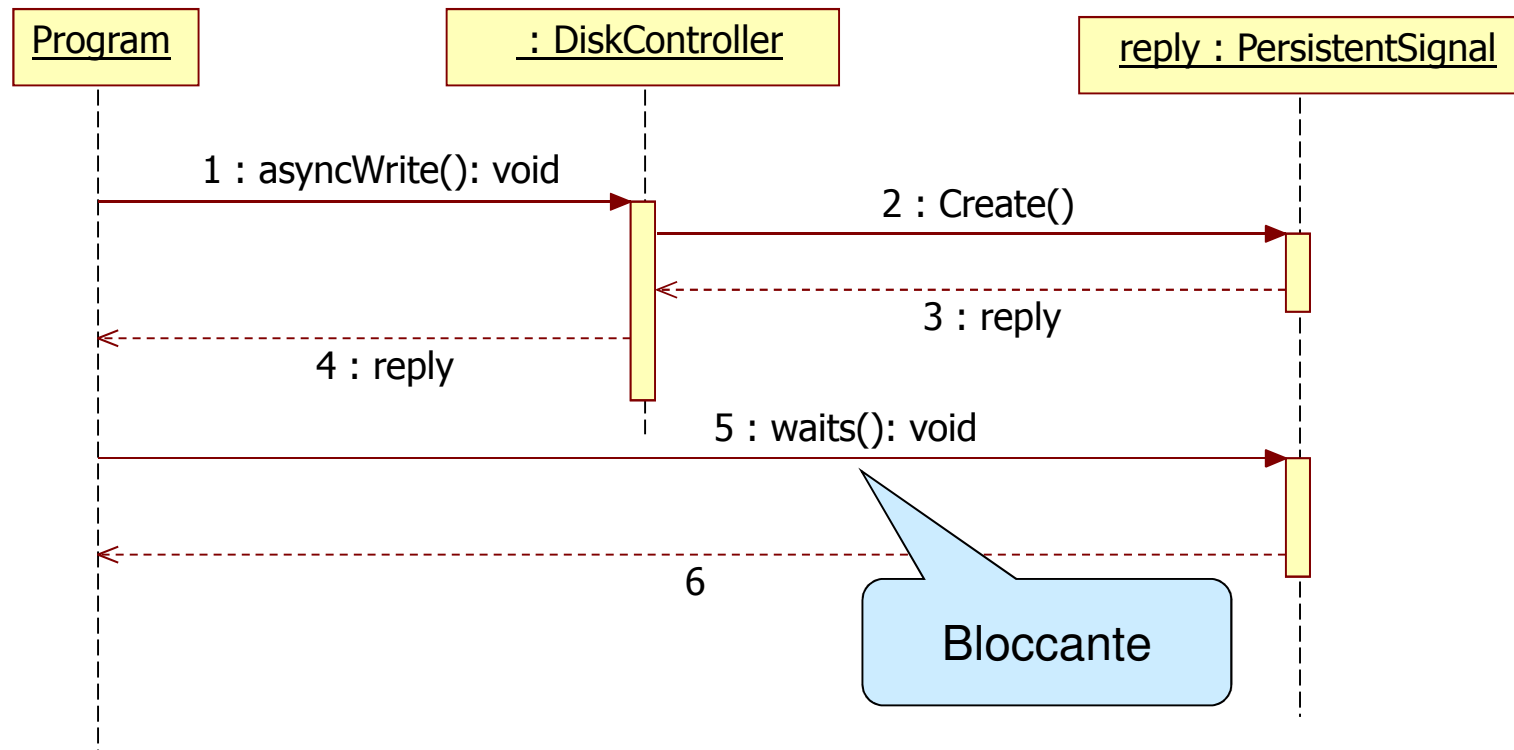 Program
: DiskController
reply : PersistentSignal
1 : asyncWrite(): void
2 : Create()
3 : reply
4 : reply
5 : waits(): void
6
Bloccante